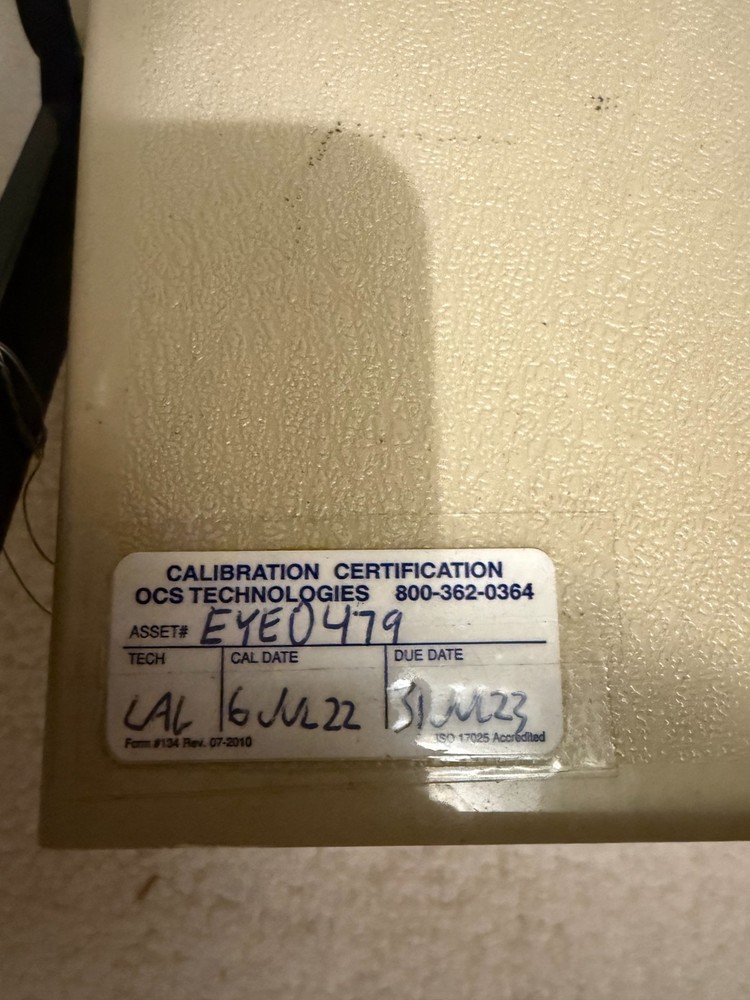 CALIBRATION CERTIFICATION
OCS TECHNOLOGIES 800-362-0364
ASSET# EYE0479
TECH CAL DATE DUE DATE
LAL 6 JUL 22 31 JUL 23
Form #134 Rev. 07-2010 ISO 17025 Accredited